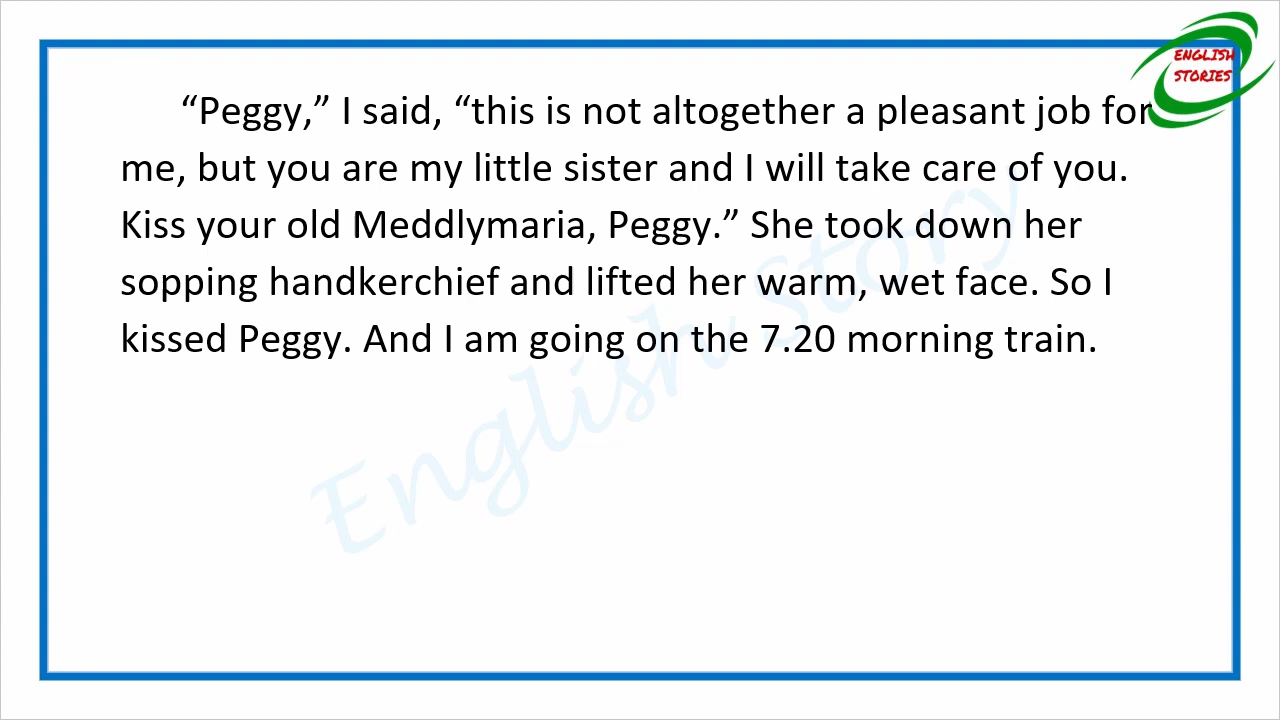 ENGLISH
STORIES
“Peggy,” I said, “this is not altogether a pleasant job for
me, but you are my little sister and I will take care of you.
Kiss your old Meddlymaria, Peggy.” She took down her
sopping handkerchief and lifted her warm, wet face. So I
kissed Peggy. And I am going on the 7.20 morning train.
English Story